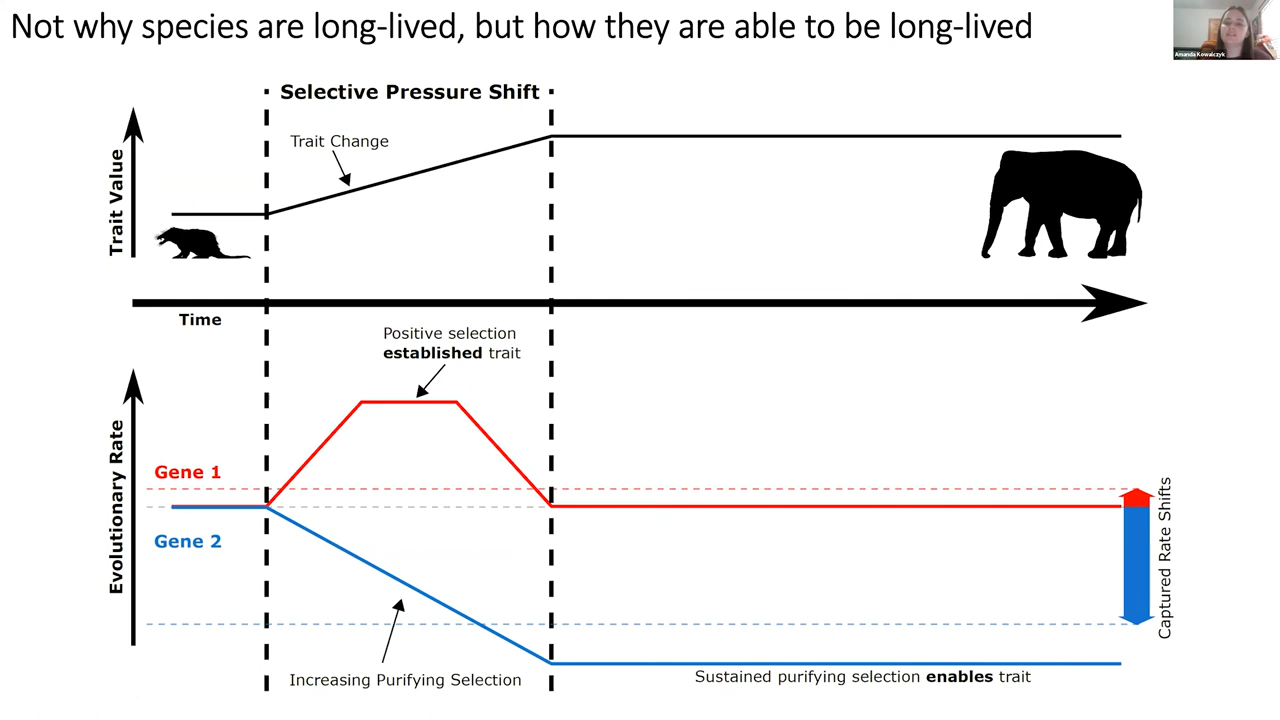 Not why species are long-lived, but how they are able to be long-lived
Amanda Kowalczyk
Selective Pressure Shift
Trait Change
Trait Value
Time
Positive selection
established trait
Evolutionary Rate
Gene 1
Gene 2
Captured Rate Shifts
Increasing Purifying Selection
Sustained purifying selection enables trait